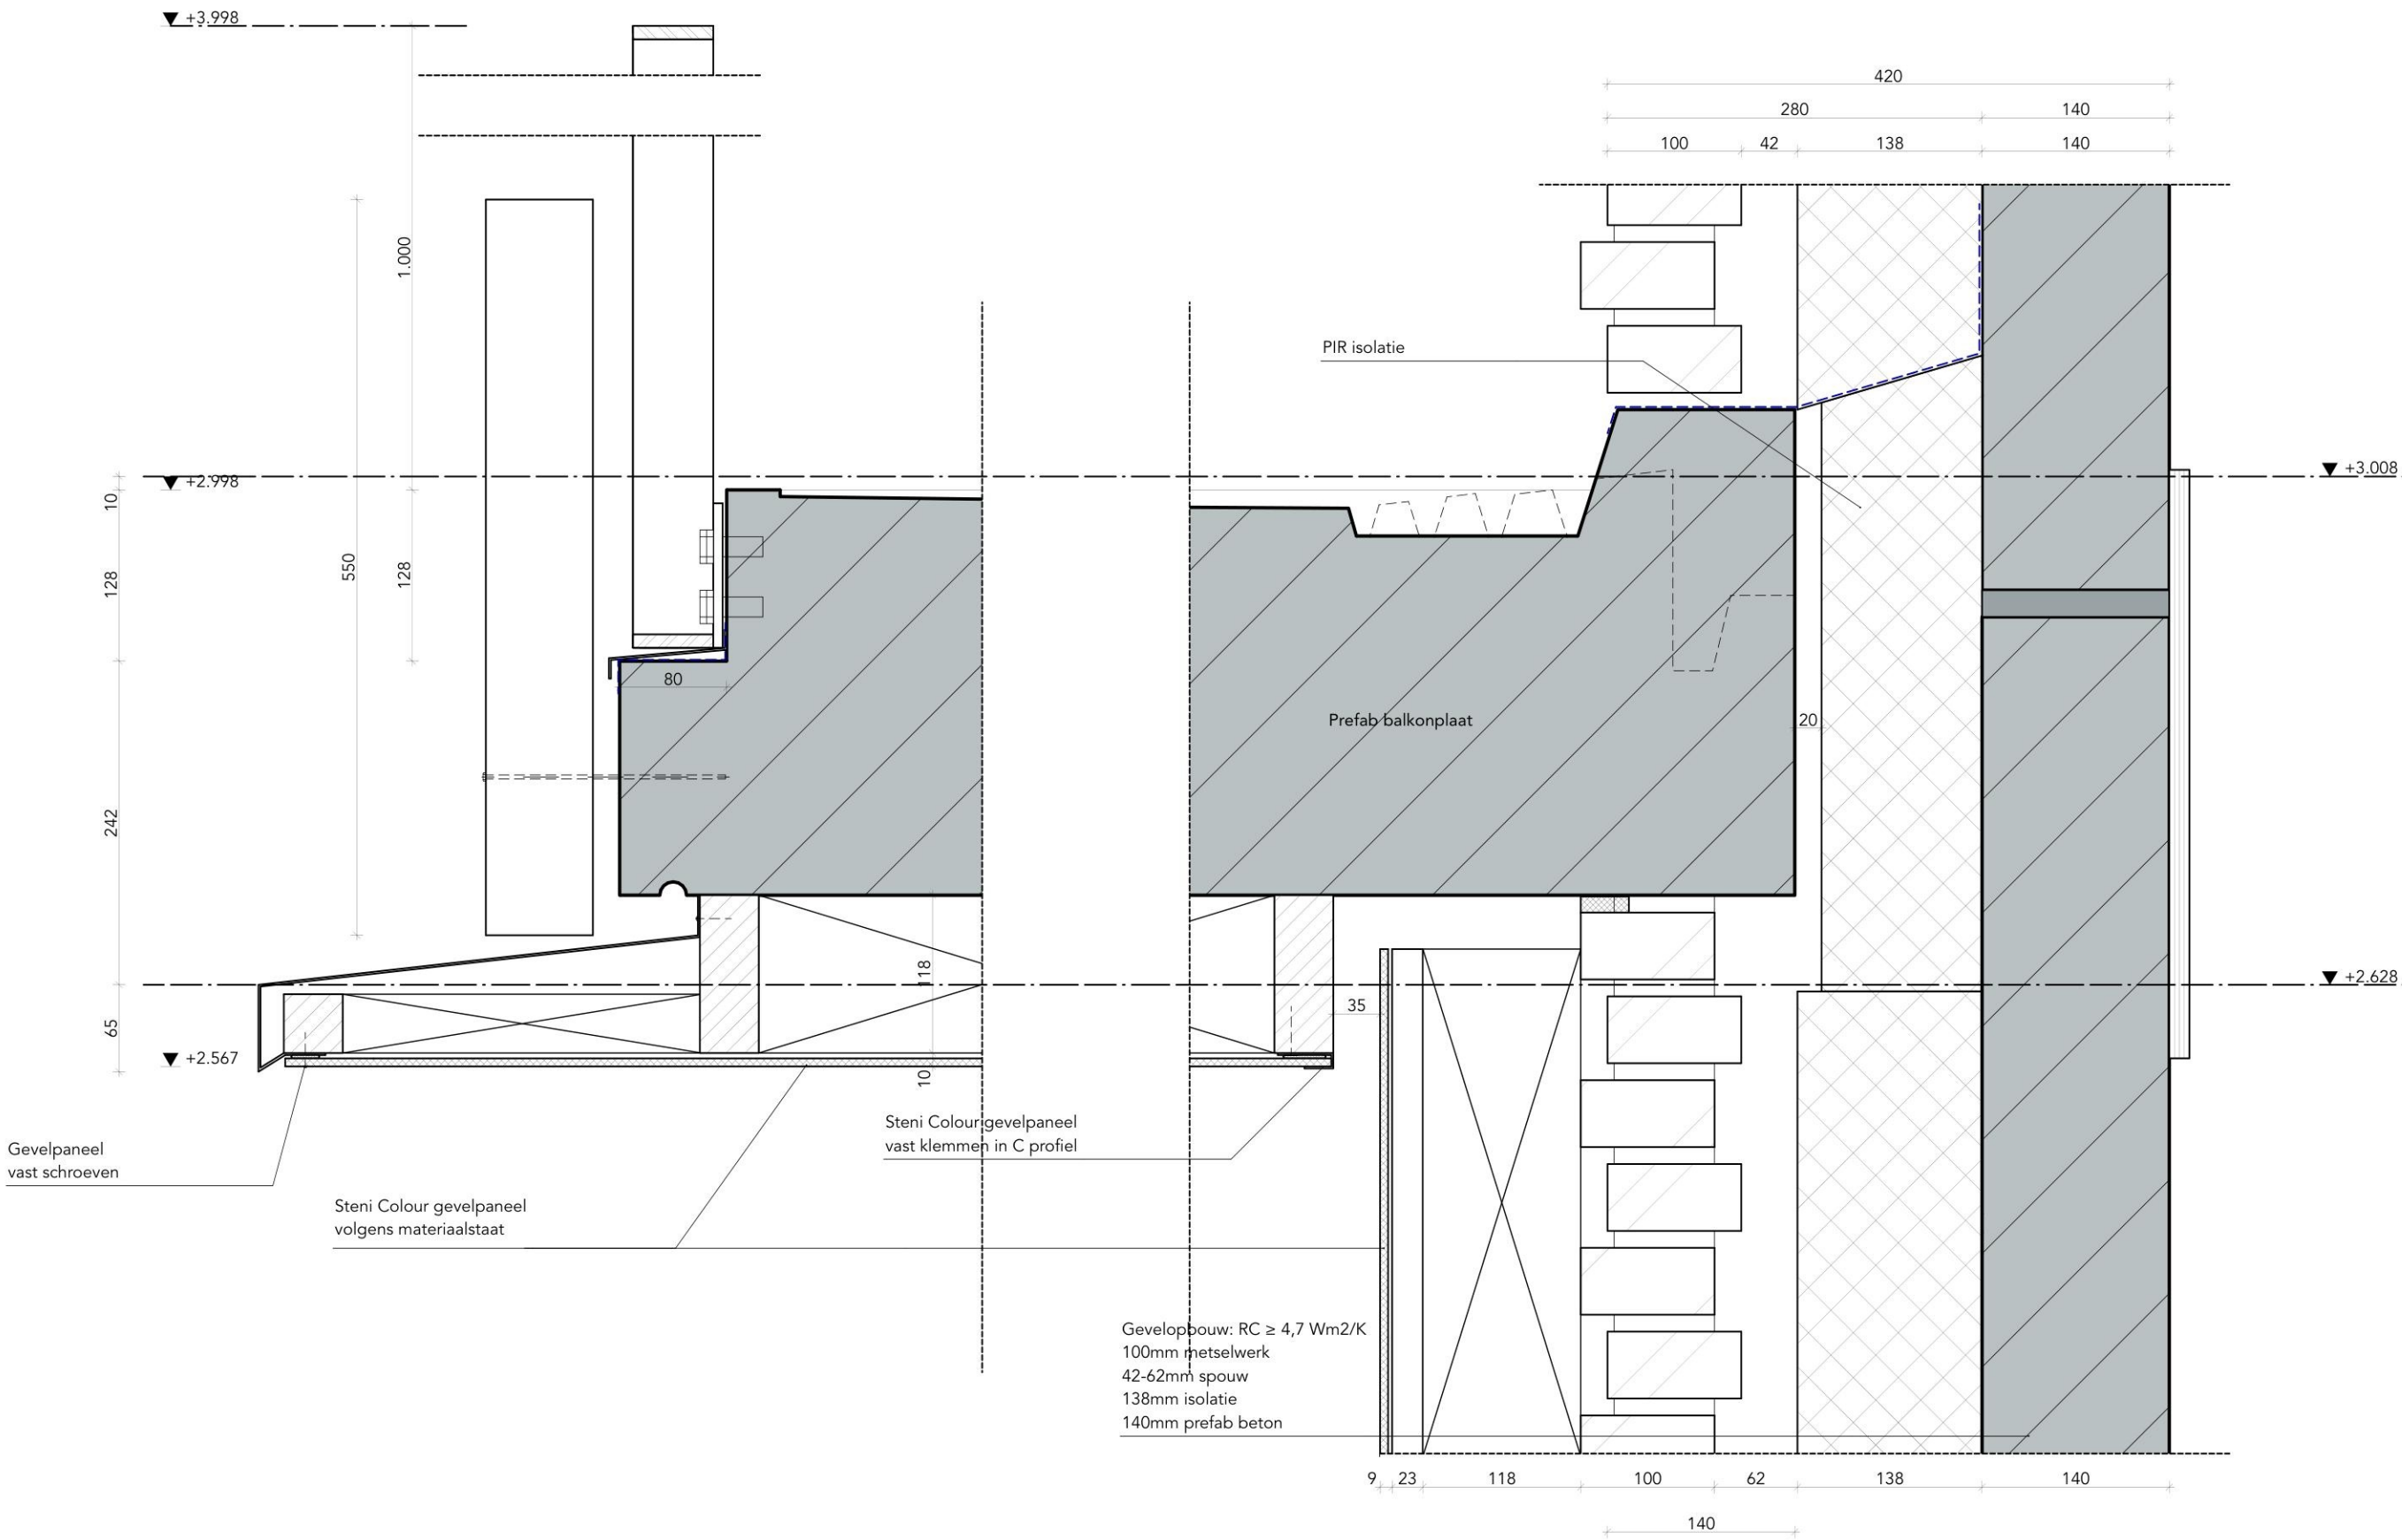 +3.998
420
280
140
100
42
138
140
1.000
PIR isolatie
+3.008
+2.998
10
550
128
128
80
Prefab balkonplaat
20
242
118
+2.628
35
65
+2.567
10
Steni Colour gevelpaneel
vast klemmen in C profiel
Gevelpaneel
vast schroeven
Steni Colour gevelpaneel
volgens materiaalstaat
Gevelopbouw: RC ≥ 4,7 Wm2/K
100mm metselwerk
42-62mm spouw
138mm isolatie
140mm prefab beton
9
23
118
100
62
138
140
140